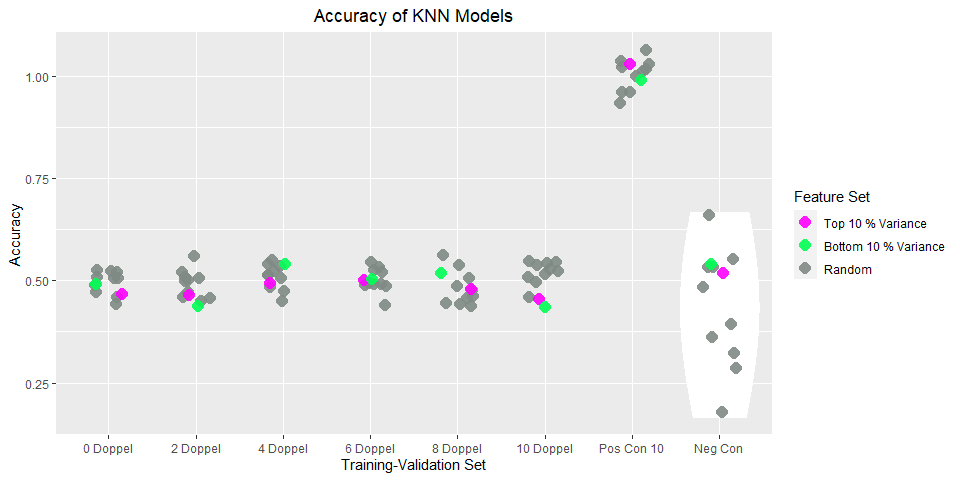 Accuracy of KNN Models
Accuracy
1.00
0.75
0.50
0.25
0 Doppel
2 Doppel
4 Doppel
6 Doppel
8 Doppel
10 Doppel
Pos Con 10
Neg Con
Training-Validation Set
Feature Set
Top 10 % Variance
Bottom 10 % Variance
Random